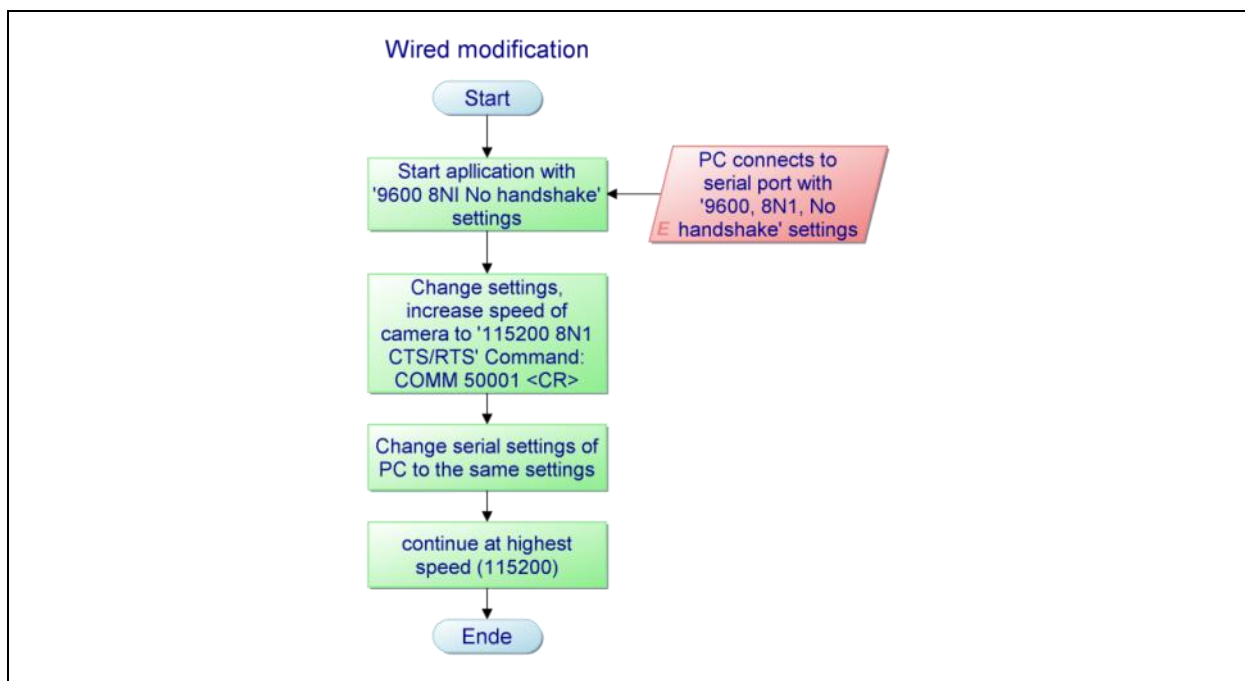 Wired modification
Start
Start apllication with
'9600 8NI No handshake'
settings
PC connects to
serial port with
'9600, 8N1, No
E handshake' settings
Change settings,
increase speed of
camera to '115200 8N1
CTS/RTS' Command:
COMM 50001 <CR>
Change serial settings of
PC to the same settings
continue at highest
speed (115200)
Ende